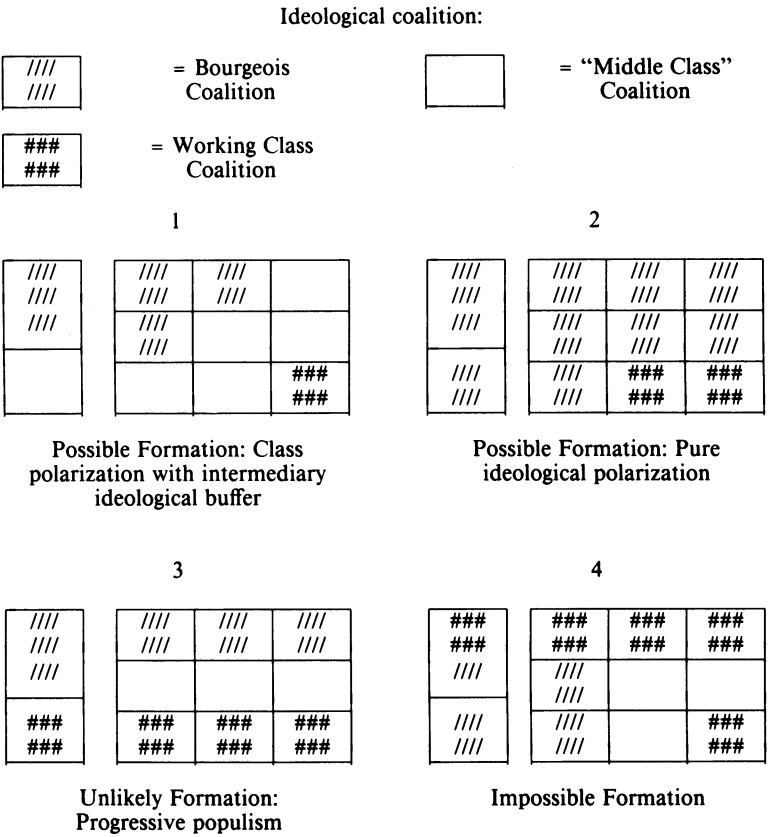 Ideological coalition:
//// = Bourgeois = “Middle Class”
//// Coalition Coalition
### = Working Class
### Coalition
1 2
//// //// //// //// //// //// ////
//// //// //// //// //// //// ////
//// //// //// //// //// ////
//// //// //// ////
### //// //// ### ###
### //// //// ### ###
Possible Formation: Class
polarization with intermediary
ideological buffer
Possible Formation: Pure
ideological polarization
3 4
//// //// //// //// ### ### ### ###
//// //// //// //// ### ### ### ###
//// //// ////
////
### ### ### ### //// //// ###
### ### ### ### //// //// ###
Unlikely Formation:
Progressive populism
Impossible Formation